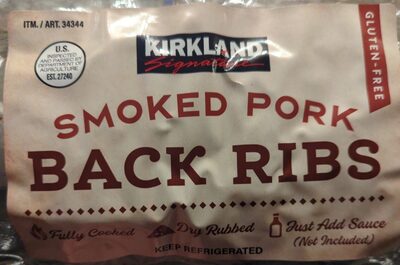 ITM. / ART. 34344
U.S.
INSPECTED
AND PASSED BY
DEPARTMENT OF
AGRICULTURE
EST. 27240
KIRKLAND
Signature
GLUTEN-FREE
SMOKED PORK
BACK RIBS
Fully Cooked
Dry Rubbed
Just Add Sauce
(Not Included)
KEEP REFRIGERATED